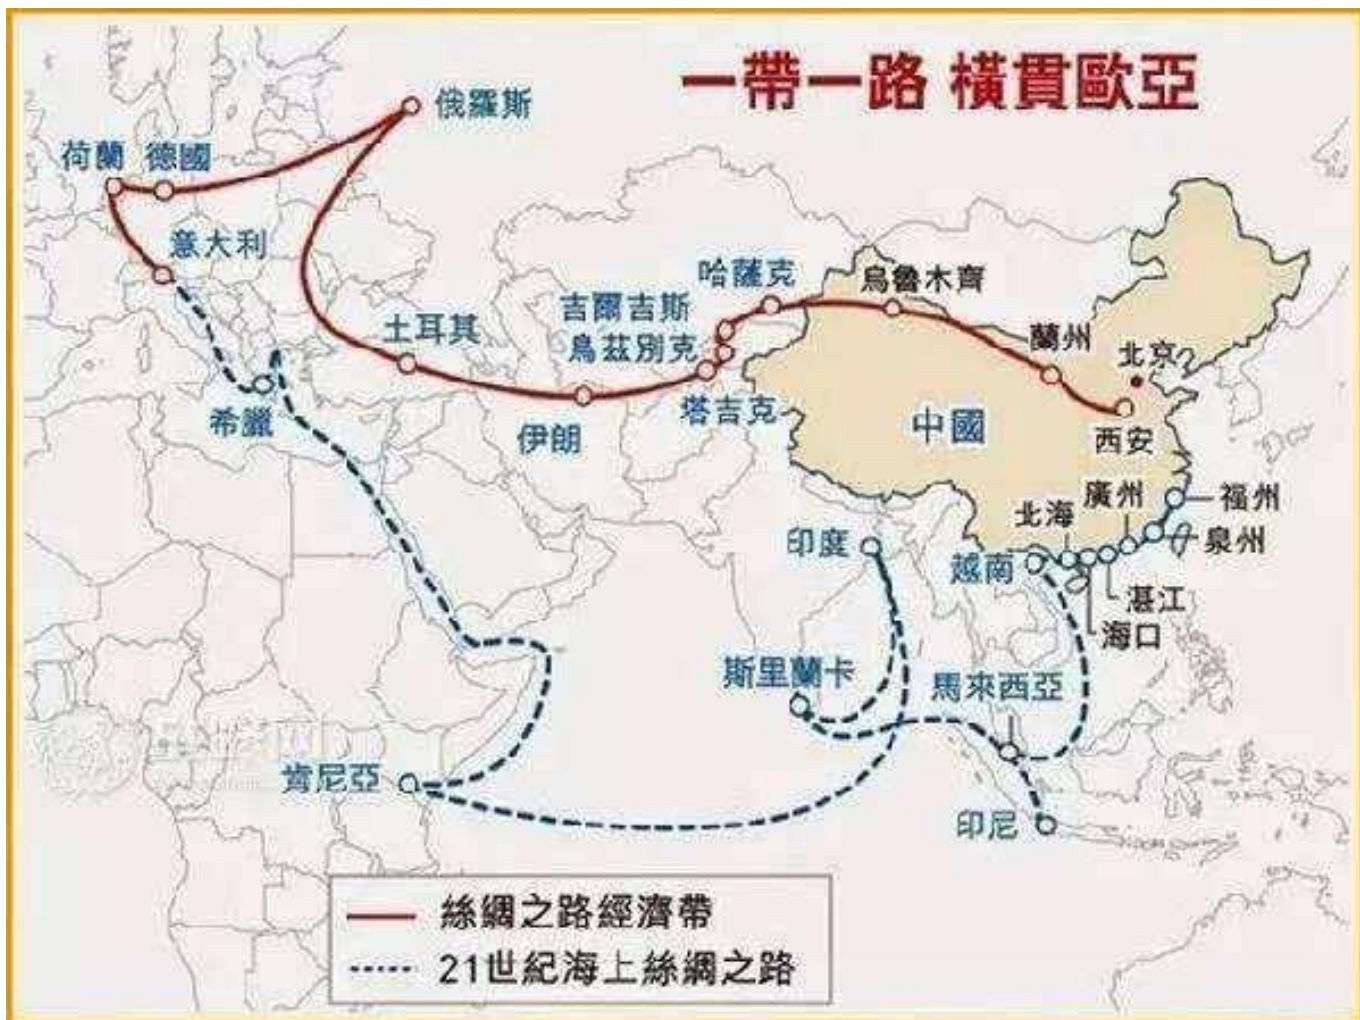 一帶一路 橫貫歐亞
俄羅斯
荷蘭
德國
意大利
哈薩克
烏魯木齊
吉爾吉斯
烏茲別克
土耳其
蘭州
北京
塔吉克
希臘
伊朗
中國
西安
廣州
福州
北海
印度
泉州
越南
湛江
海口
斯里蘭卡
馬來西亞
肯尼亞
印尼
絲綢之路經濟帶
21世紀海上絲綢之路